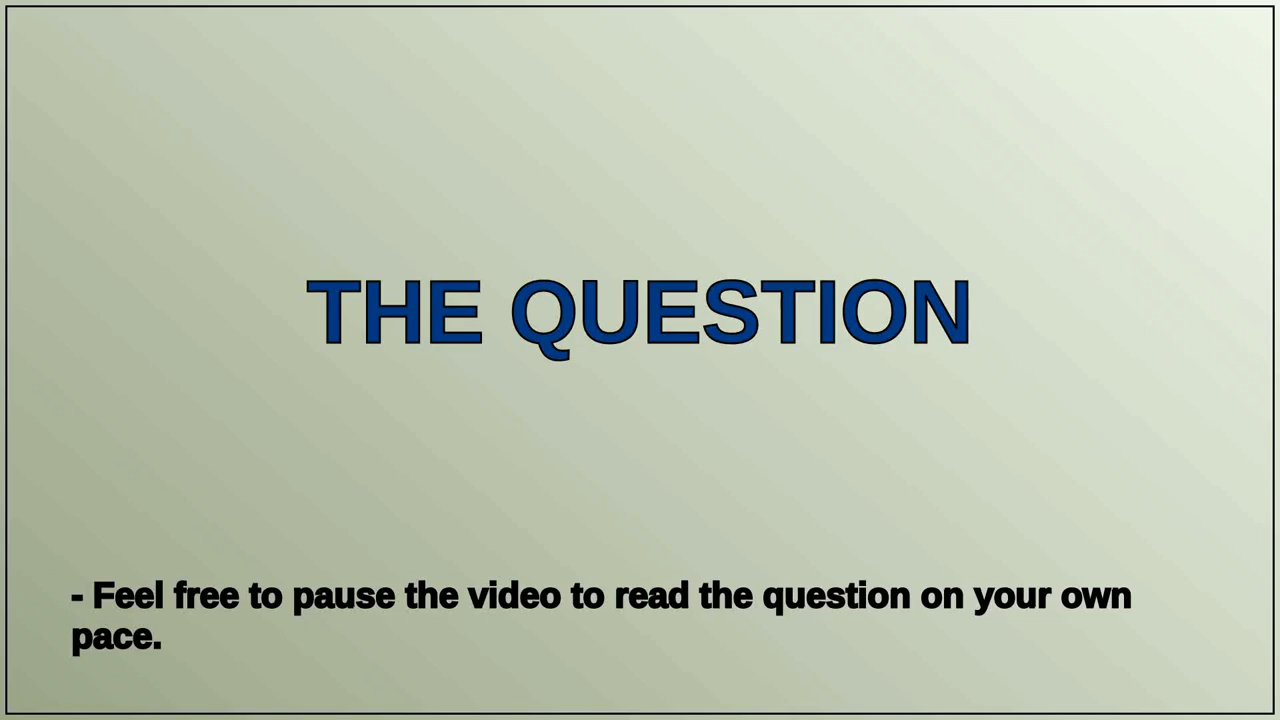 THE QUESTION
- Feel free to pause the video to read the question on your own
pace.